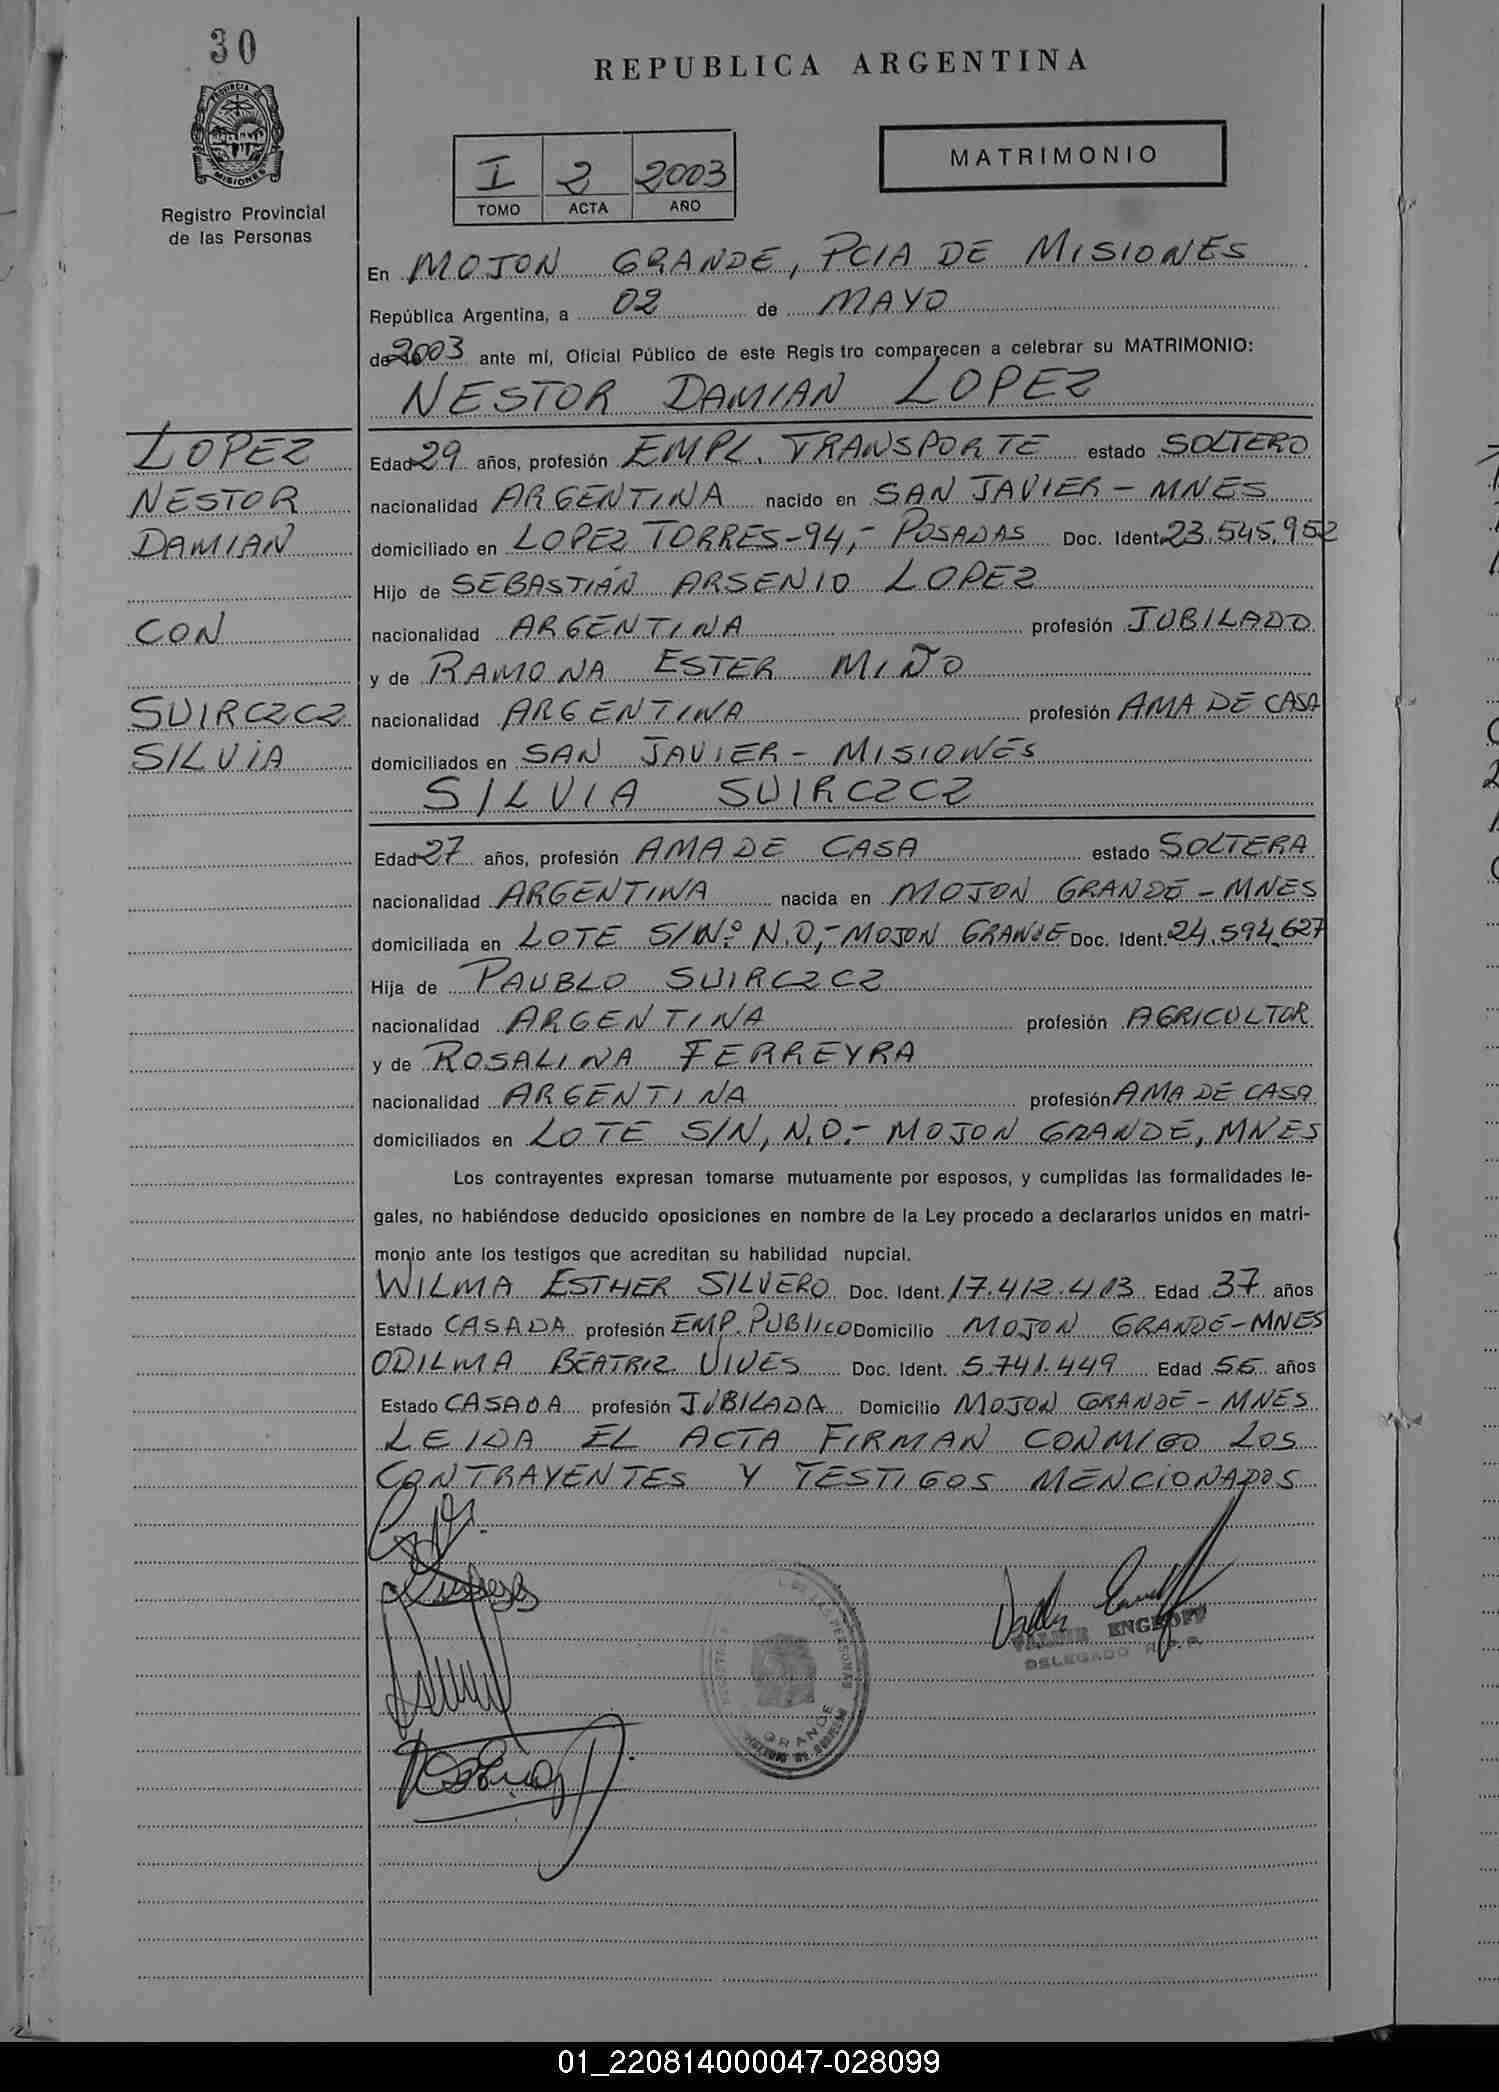 30
REPUBLICA ARGENTINA
PROVINCIA DE MISIONES
I 2 2003
TOMO ACTA AÑO
MATRIMONIO
Registro Provincial
de las Personas
En MOJON GRANDE, PCIA DE MISIONES
República Argentina, a 02 de MAYO
de 2003 ante mí, Oficial Público de este Registro comparecen a celebrar su MATRIMONIO:
NESTOR DAMIAN LOPEZ
LOPEZ
NESTOR
DAMIAN
CON
SUIRCZCZ
SILVIA
Edad 29 años, profesión EMPL. TRANSPORTE estado SOLTERO
nacionalidad ARGENTINA nacido en SAN JAVIER - MNES
domiciliado en LOPEZ TORRES-94,- POSADAS Doc. Ident. 23.545.952
Hijo de SEBASTIÁN ARSENIO LOPEZ
nacionalidad ARGENTINA profesión JUBILADO
y de RAMONA ESTER MIÑO
nacionalidad ARGENTINA profesión AMA DE CASA
domiciliados en SAN JAVIER - MISIONES
SILVIA SUIRCZCZ
Edad 27 años, profesión AMA DE CASA estado SOLTERA
nacionalidad ARGENTINA nacida en MOJON GRANDE - MNES
domiciliada en LOTE S/Nº N.O,- MOJON GRANDE Doc. Ident. 24.594.627
Hija de PAUBLO SUIRCZCZ
nacionalidad ARGENTINA profesión AGRICULTOR
y de ROSALINA FERREYRA
nacionalidad ARGENTINA profesión AMA DE CASA
domiciliados en LOTE S/N, N.O.- MOJON GRANDE, MNES
Los contrayentes expresan tomarse mutuamente por esposos, y cumplidas las formalidades le-
gales, no habiéndose deducido oposiciones en nombre de la Ley procedo a declararlos unidos en matri-
monio ante los testigos que acreditan su habilidad nupcial.
WILMA ESTHER SILVERO Doc. Ident. 17.412.413 Edad 37 años
Estado CASADA profesión EMP. PUBLICO Domicilio MOJON GRANDE-MNES
ODILMA BEATRIZ VIVES Doc. Ident. 5.741.449 Edad 56 años
Estado CASADA profesión JUBILADA Domicilio MOJON GRANDE - MNES
LEIDA EL ACTA FIRMAN CONMIGO LOS
CONTRAYENTES Y TESTIGOS MENCIONADOS
ENGROFF
DELEGADO R.P.P.
DE LAS PERSONAS
GRANDE
01_220814000047-028099